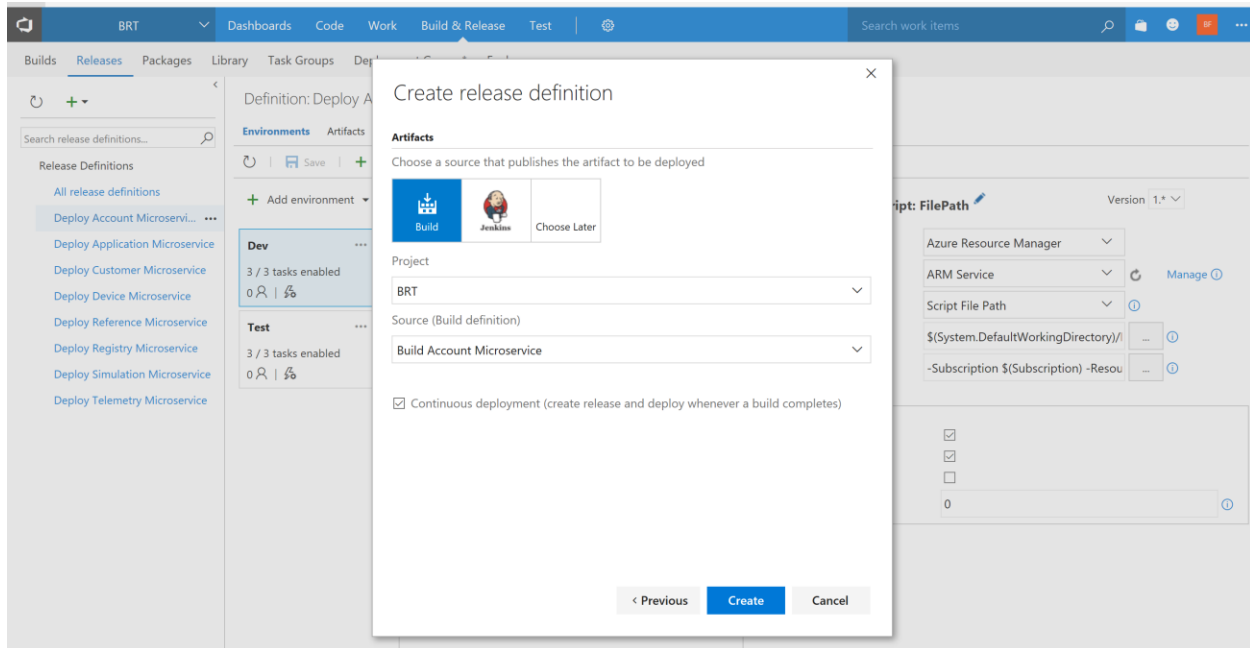 BRT
Dashboards Code Work Build & Release Test
Search work items
BF
Builds Releases Packages Library Task Groups
Search release definitions...
Release Definitions
All release definitions
Deploy Account Microservi...
Deploy Application Microservice
Deploy Customer Microservice
Deploy Device Microservice
Deploy Reference Microservice
Deploy Registry Microservice
Deploy Simulation Microservice
Deploy Telemetry Microservice
Definition: Deploy A
Environments Artifacts
Save
Add environment
Dev
3 / 3 tasks enabled
0
Test
3 / 3 tasks enabled
0
Create release definition
Artifacts
Choose a source that publishes the artifact to be deployed
Build
Jenkins
Choose Later
Project
BRT
Source (Build definition)
Build Account Microservice
Continuous deployment (create release and deploy whenever a build completes)
< Previous Create Cancel
ript: FilePath
Version 1.*
Azure Resource Manager
ARM Service
Manage
Script File Path
$(System.DefaultWorkingDirectory)/
...
-Subscription $(Subscription) -Resou
...
0